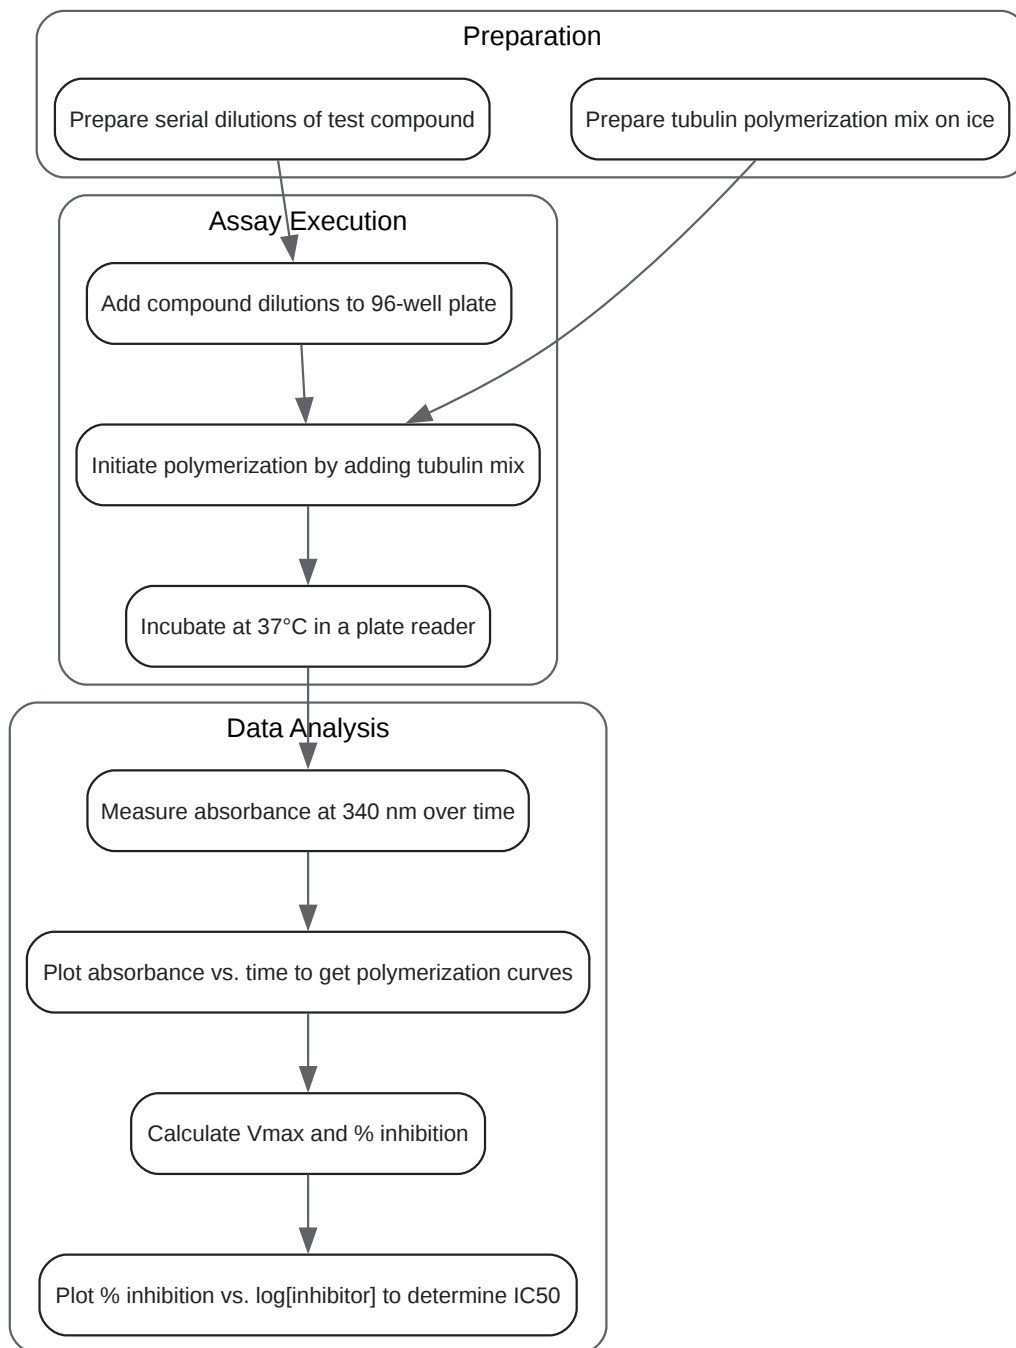 Preparation
Prepare serial dilutions of test compound
Prepare tubulin polymerization mix on ice
Assay Execution
Add compound dilutions to 96-well plate
Initiate polymerization by adding tubulin mix
Incubate at 37°C in a plate reader
Data Analysis
Measure absorbance at 340 nm over time
Plot absorbance vs. time to get polymerization curves
Calculate Vmax and % inhibition
Plot % inhibition vs. log[inhibitor] to determine IC50